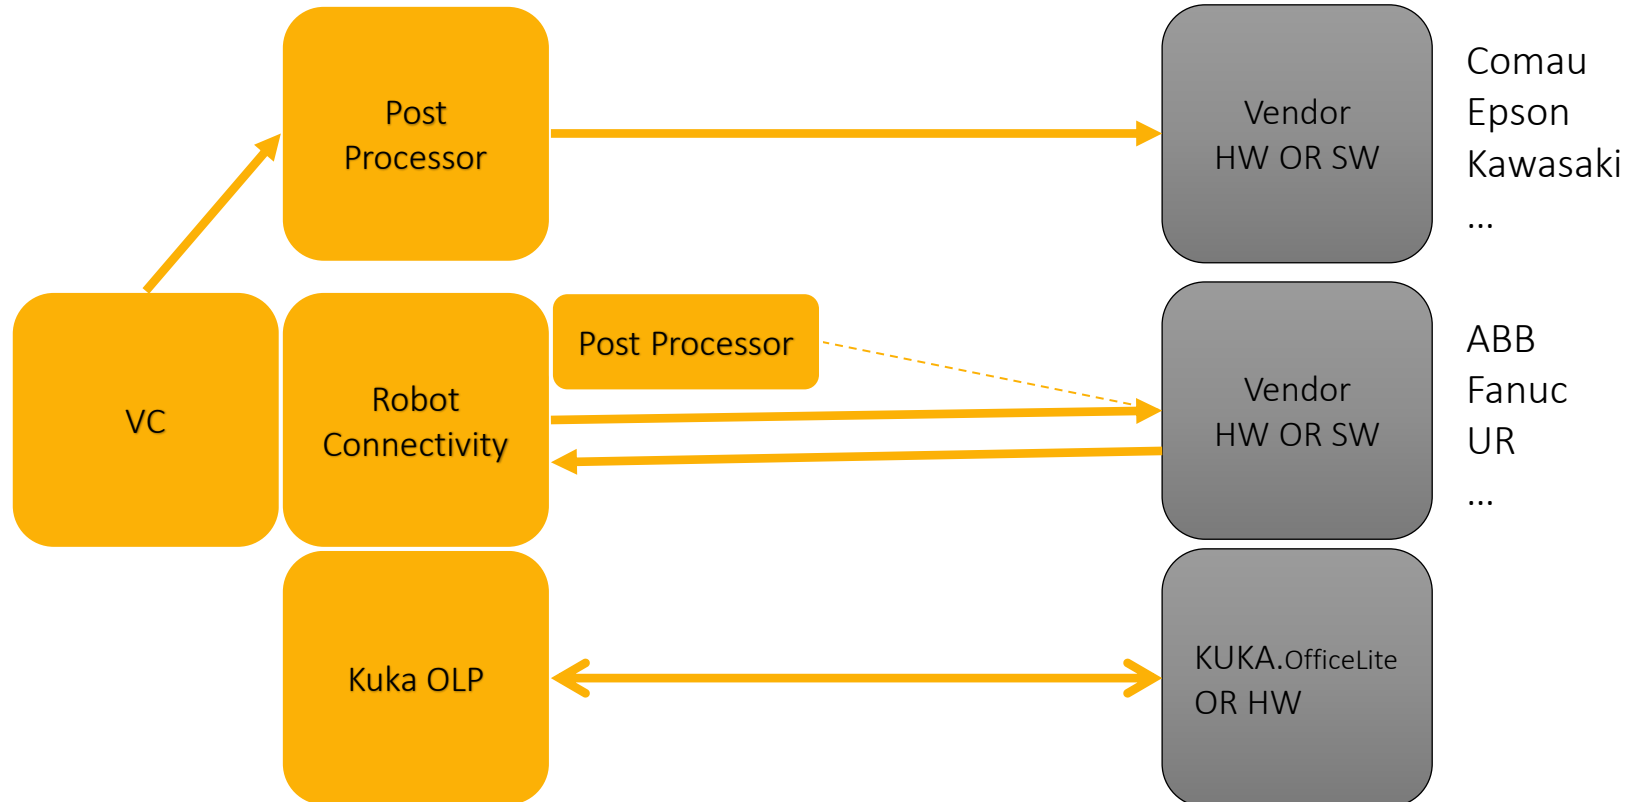 Post
Processor
Vendor
HW OR SW
Comau
Epson
Kawasaki
...
VC
Robot
Connectivity
Post Processor
Vendor
HW OR SW
ABB
Fanuc
UR
...
Kuka OLP
KUKA.OfficeLite
OR HW